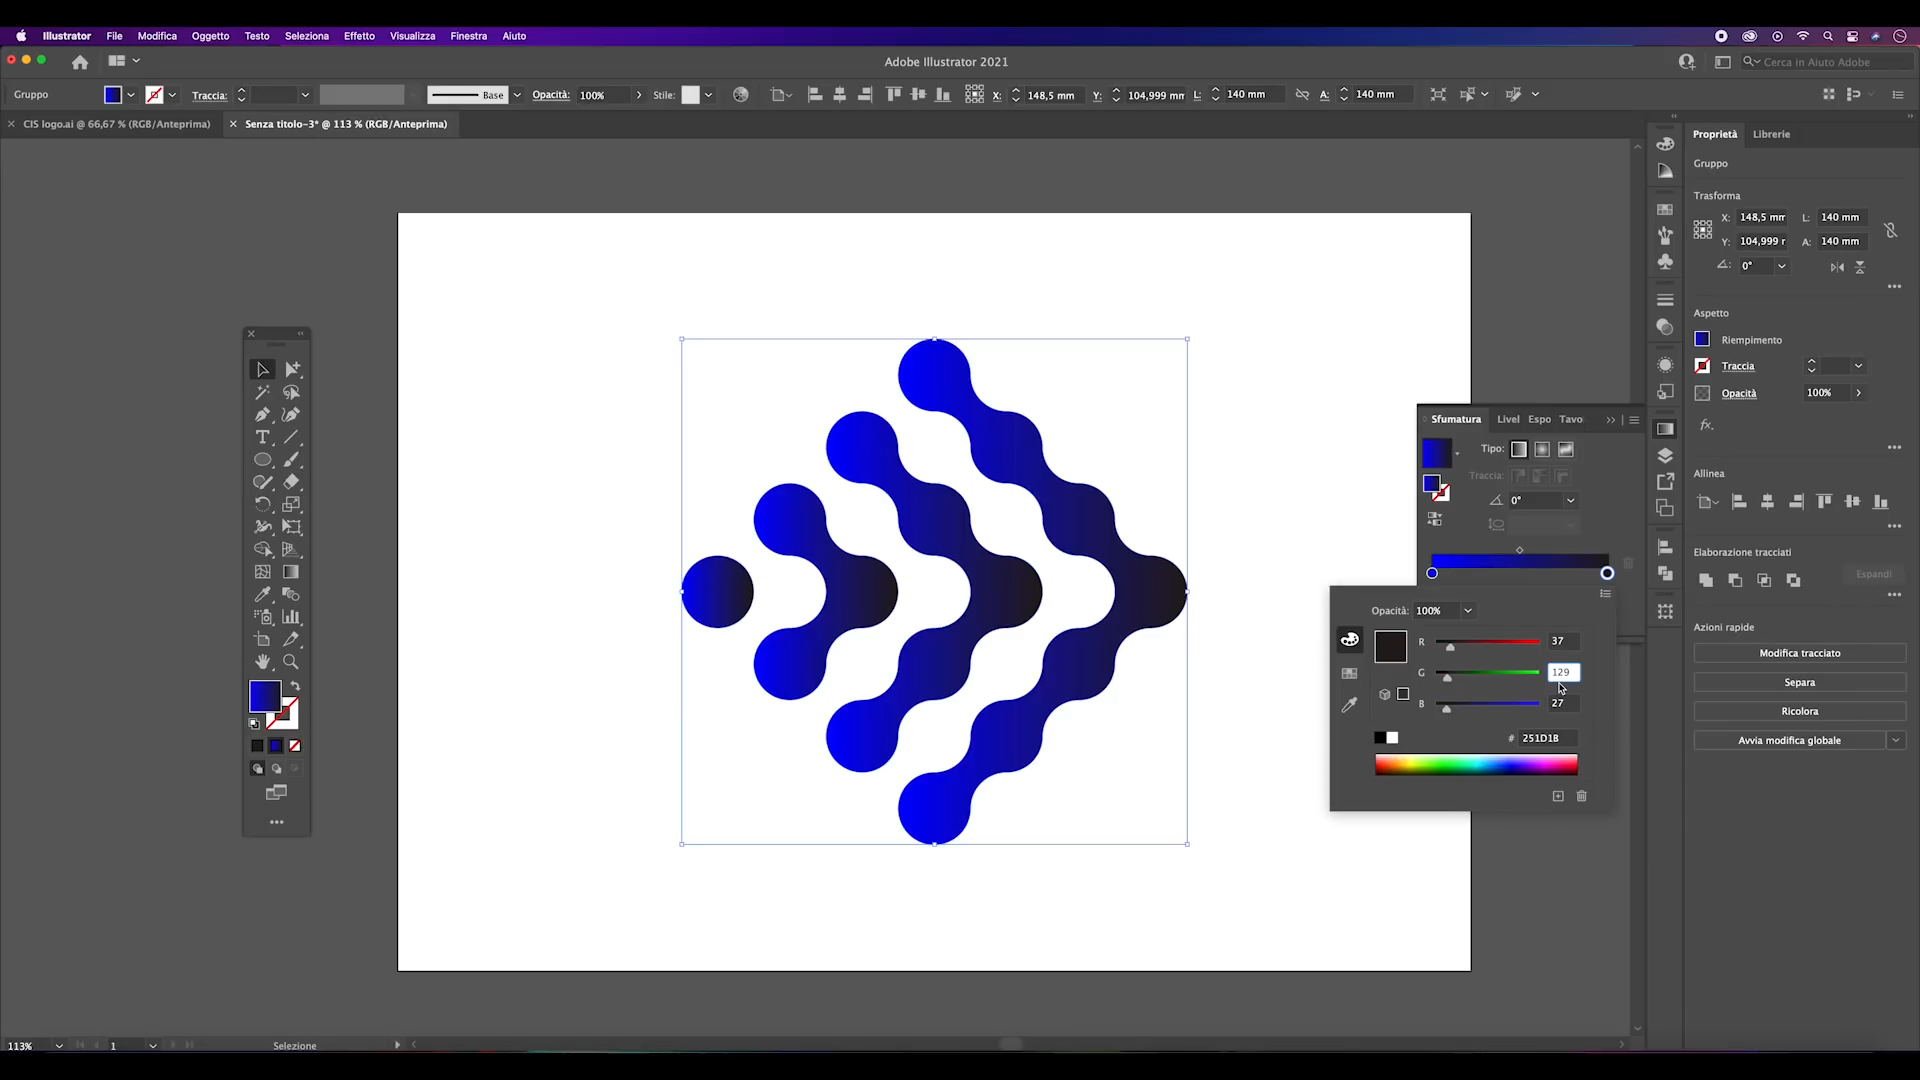 Illustrator File Modifica Oggetto Testo Seleziona Effetto Visualizza Finestra Aiuto
Adobe Illustrator 2021
Cerca in Aiuto Adobe
Gruppo Traccia: Base Opacità: 100% Stile: X: 148,5 mm Y: 104,999 mm L: 140 mm A: 140 mm
CIS logo.ai @ 66,67 % (RGB/Anteprima) Senza titolo-3* @ 113 % (RGB/Anteprima)
Proprietà Librerie
Gruppo
Trasforma
X: 148,5 mm L: 140 mm
Y: 104,999 r A: 140 mm
0°
Aspetto
Riempimento
Traccia
Opacità 100%
fx.
Allinea
Elaborazione tracciati
Espandi
Azioni rapide
Modifica tracciato
Separa
Ricolora
Avvia modifica globale
Sfumatura Livel Espo Tavo
Tipo:
Traccia:
0°
Opacità: 100%
R 37
G 129
B 27
# 251D1B
113% 1 Selezione